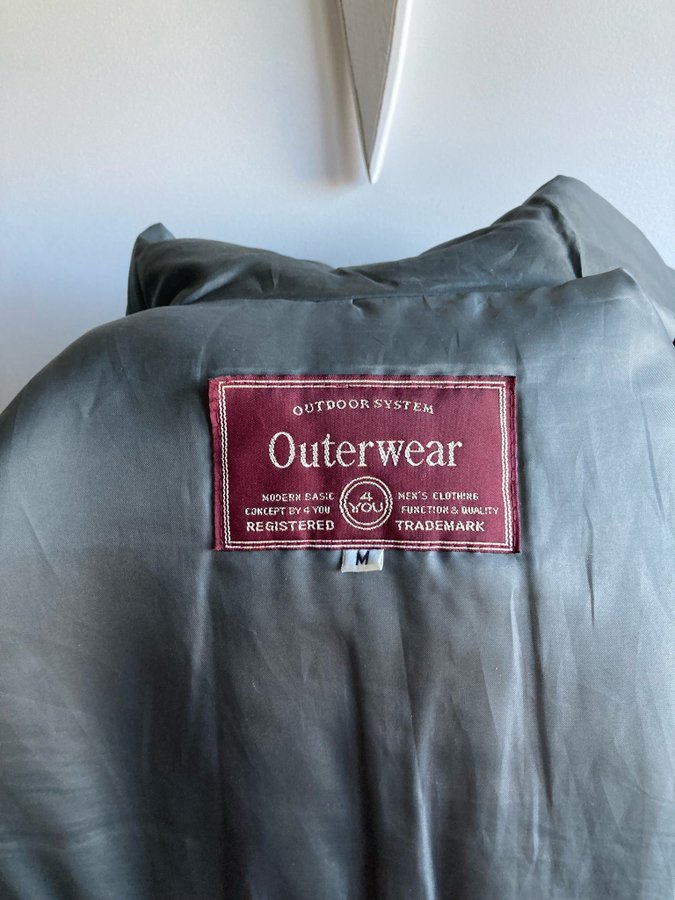 OUTDOOR SYSTEM
Outerwear
MODERN BASIC 4 MEN'S CLOTHING
CONCEPT BY 4 YOU YOU FUNCTION & QUALITY
REGISTERED TRADEMARK
M